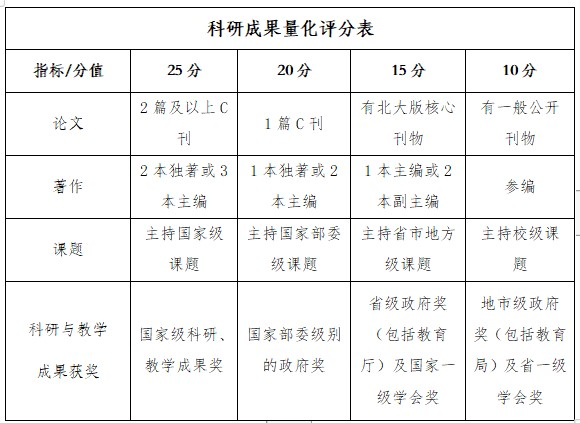 科研成果量化评分表
指标/分值 25分 20分 15分 10分
论文
2篇及以上C
刊
1篇C刊
有北大版核心
刊物
有一般公开
刊物
著作
2本独著或3
本主编
1本独著或2
本主编
1本主编或2
本副主编
参编
课题
主持国家级
课题
主持国家部委
级课题
主持省市地方
级课题
主持校级课
题
科研与教学
成果获奖
国家级科研、
教学成果奖
国家部委级别
的政府奖
省级政府奖
（包括教育
厅）及国家一
级学会奖
地市级政府
奖（包括教育
局）及省一级
学会奖